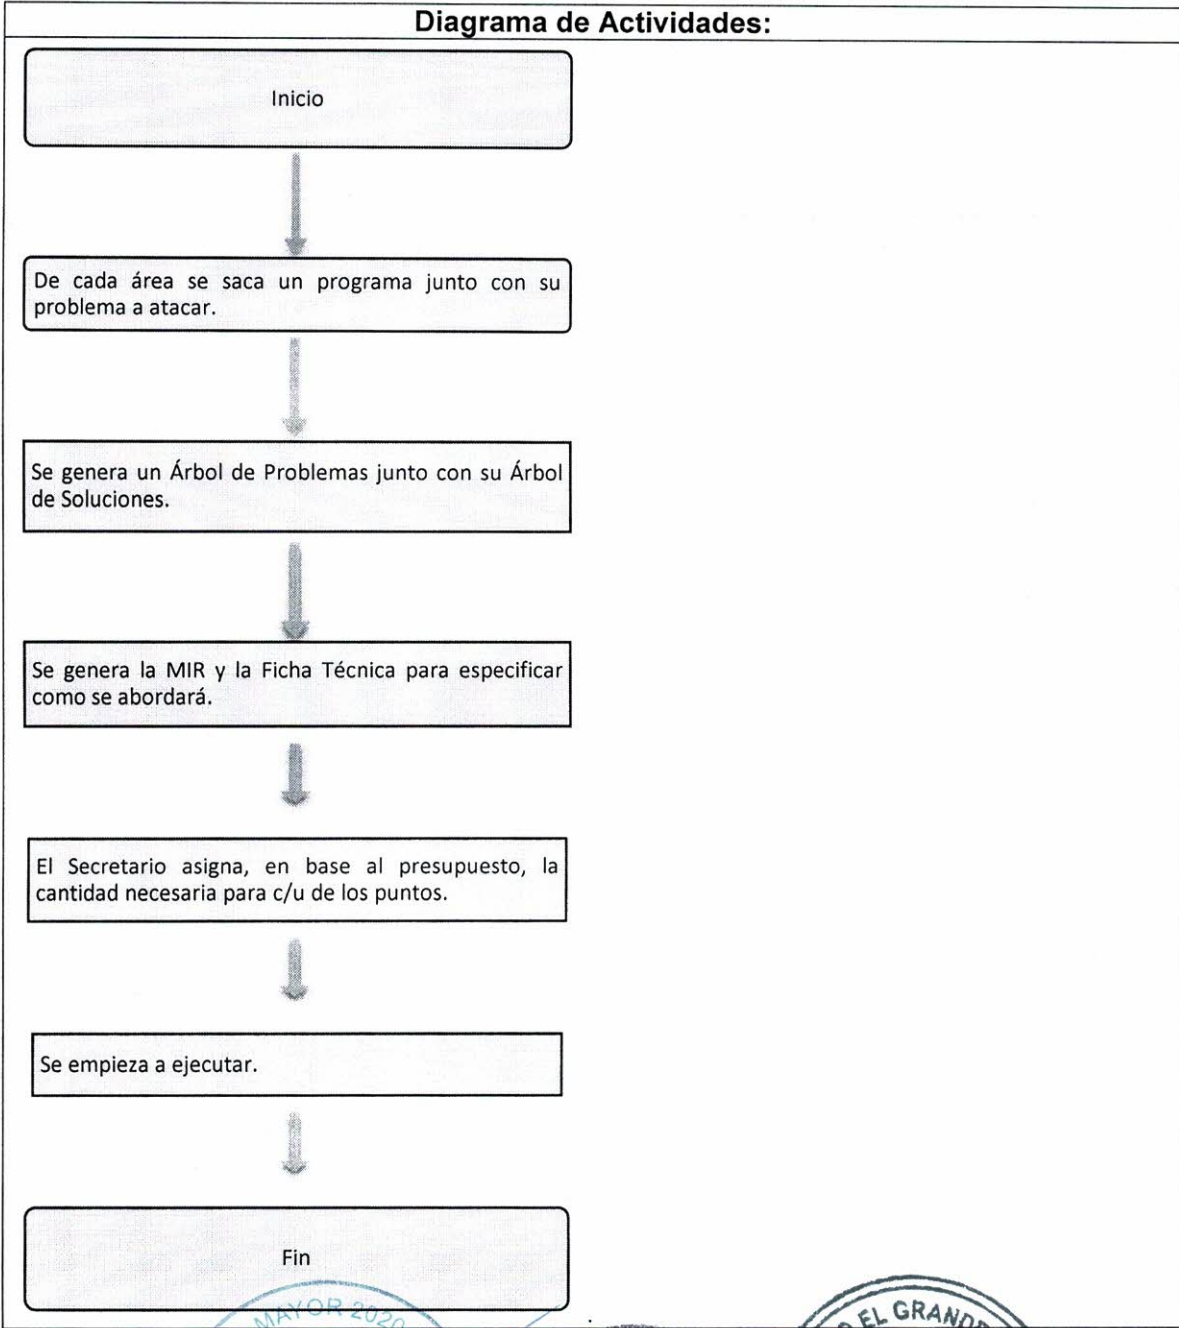 Diagrama de Actividades:
Inicio
De cada área se saca un programa junto con su
problema a atacar.
Se genera un Árbol de Problemas junto con su Árbol
de Soluciones.
Se genera la MIR y la Ficha Técnica para especificar
como se abordará.
El Secretario asigna, en base al presupuesto, la
cantidad necesaria para c/u de los puntos.
Se empieza a ejecutar.
Fin
MAYOR 2020
EL GRANDE